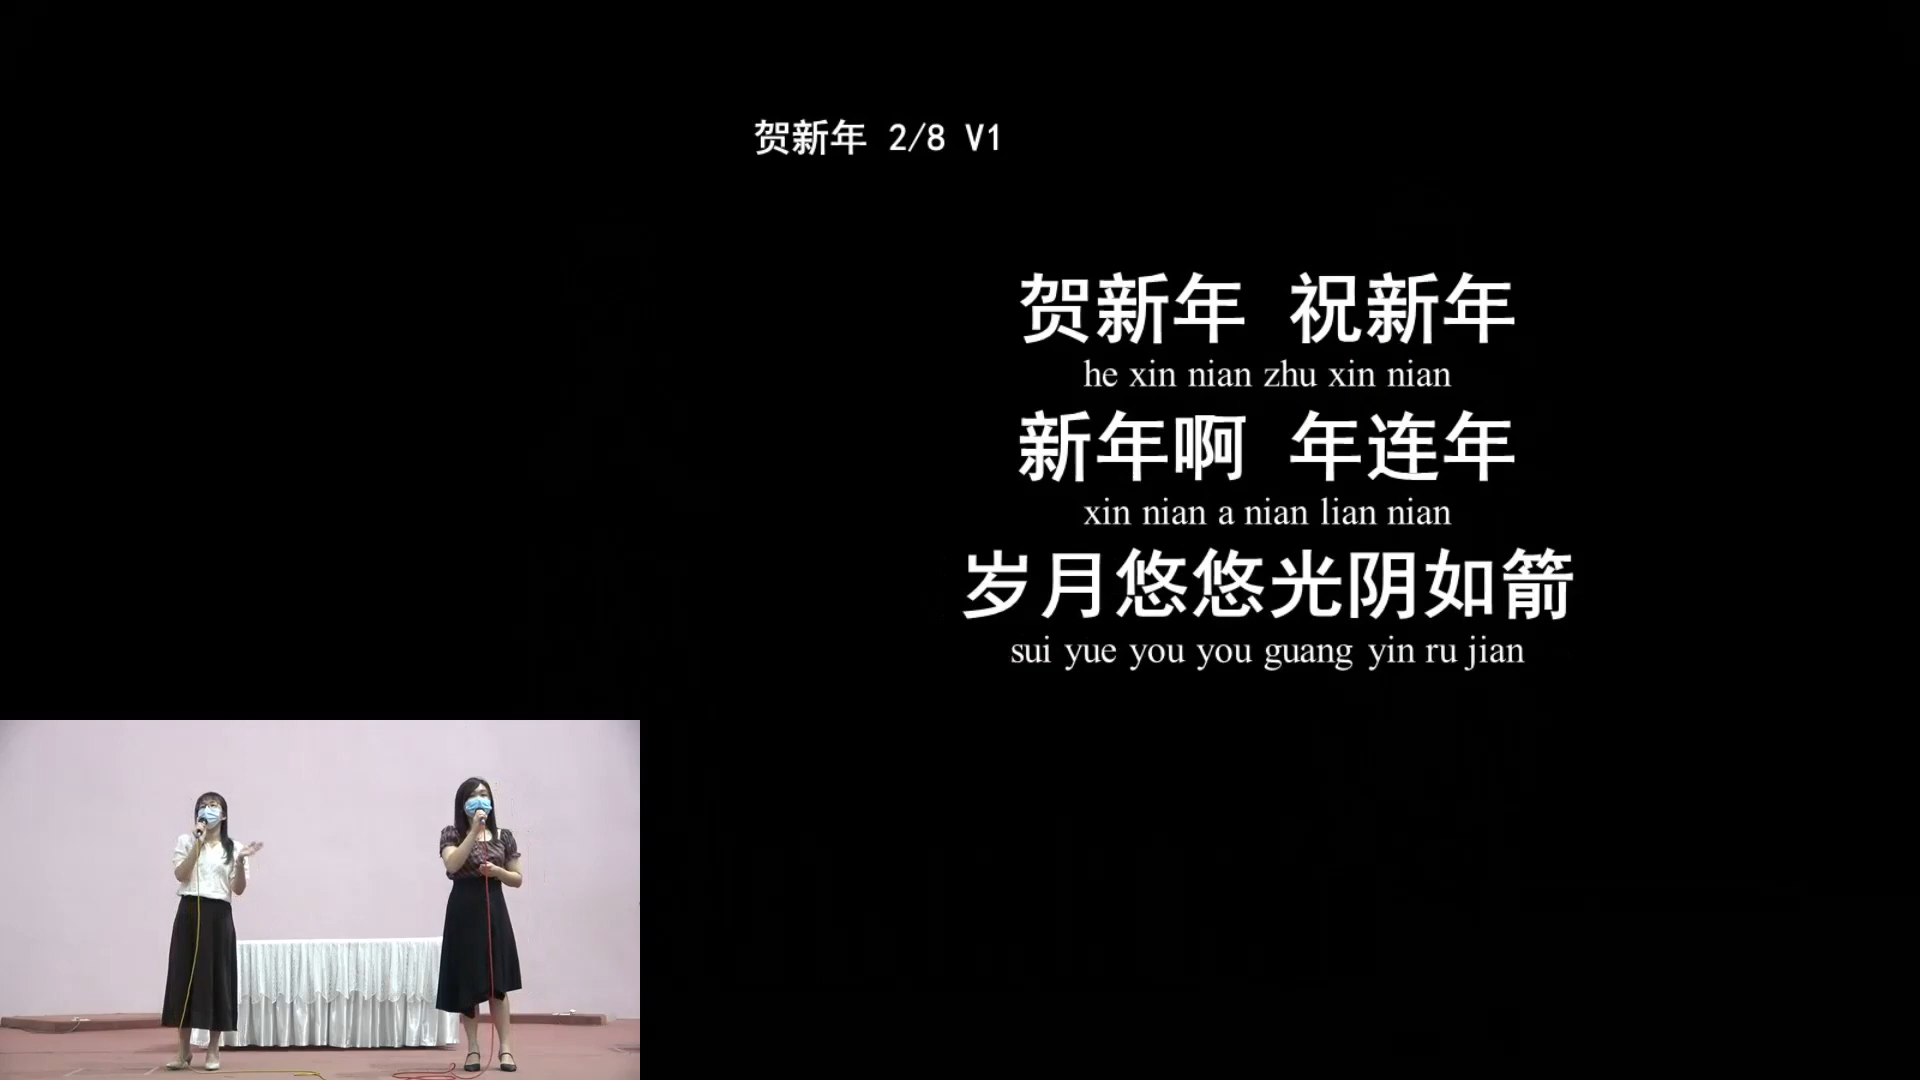 贺新年 2/8 V1
贺新年 祝新年
he xin nian zhu xin nian
新年啊 年连年
xin nian a nian lian nian
岁月悠悠光阴如箭
sui yue you you guang yin ru jian